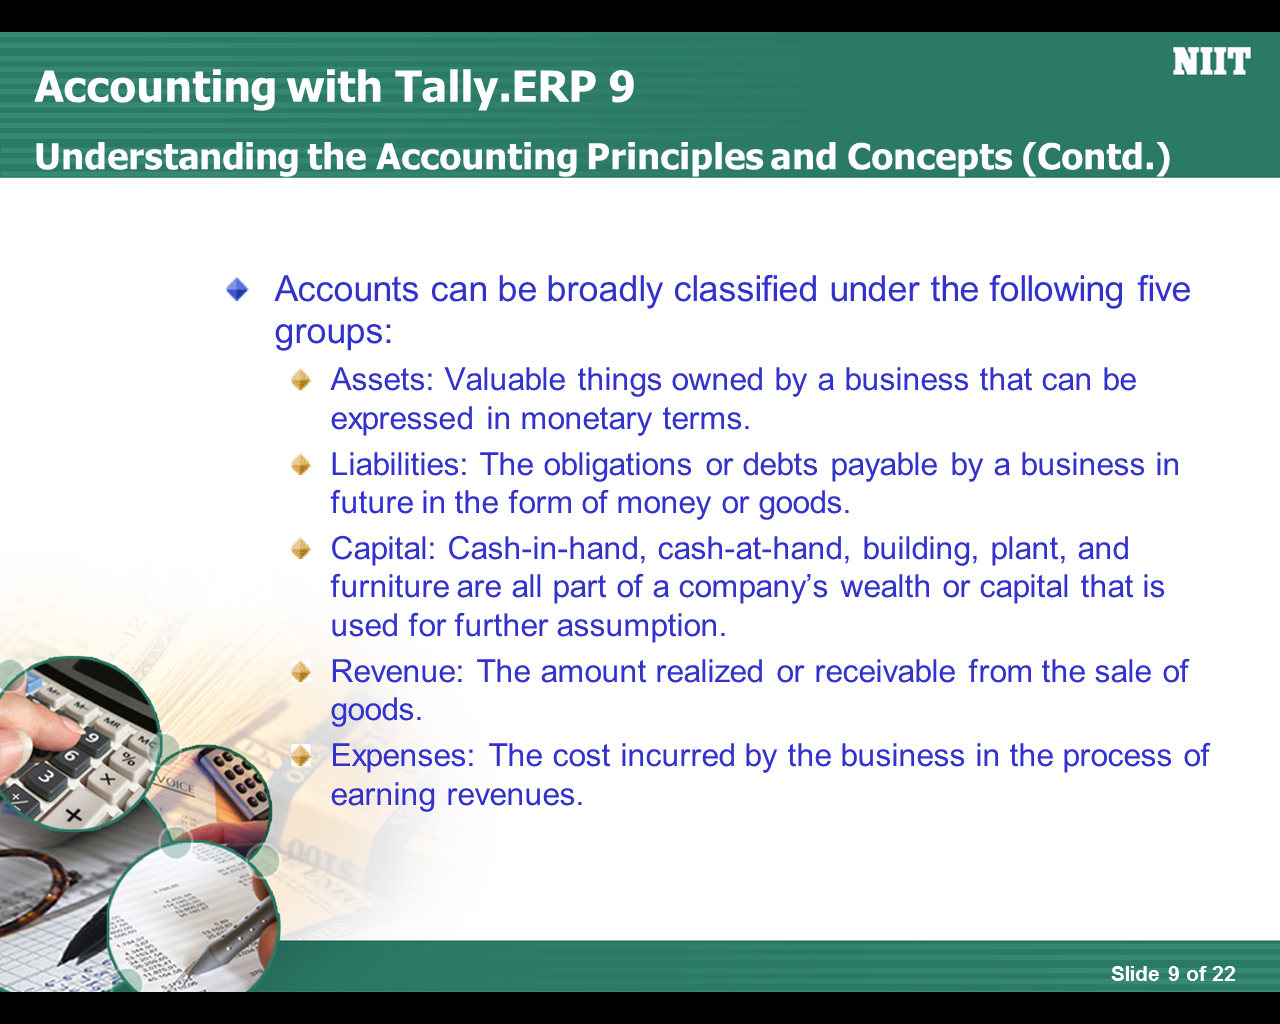 NIIT
Accounting with Tally.ERP 9
Understanding the Accounting Principles and Concepts (Contd.)
Accounts can be broadly classified under the following five
groups:
Assets: Valuable things owned by a business that can be
expressed in monetary terms.
Liabilities: The obligations or debts payable by a business in
future in the form of money or goods.
Capital: Cash-in-hand, cash-at-hand, building, plant, and
furniture are all part of a company’s wealth or capital that is
used for further assumption.
Revenue: The amount realized or receivable from the sale of
goods.
Expenses: The cost incurred by the business in the process of
earning revenues.
Slide 9 of 22